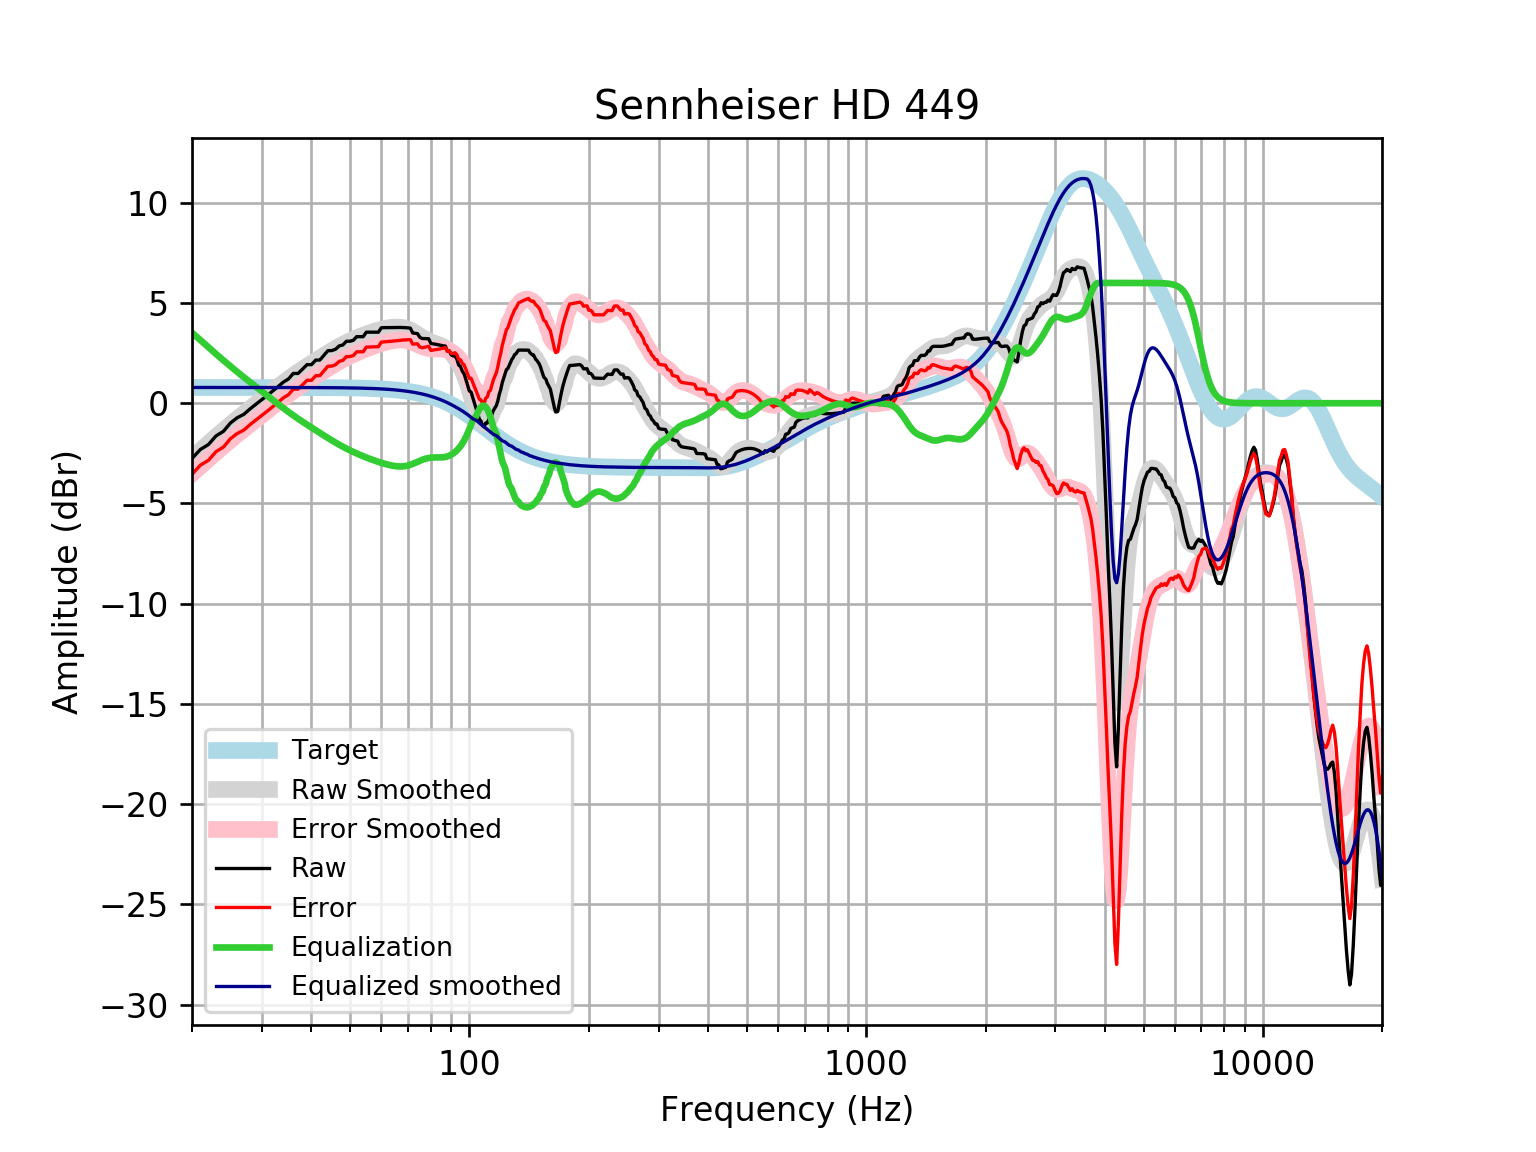 Sennheiser HD 449
Amplitude (dBr)
10
5
0
−5
−10
−15
−20
−25
−30
Target
Raw Smoothed
Error Smoothed
Raw
Error
Equalization
Equalized smoothed
100
1000
10000
Frequency (Hz)